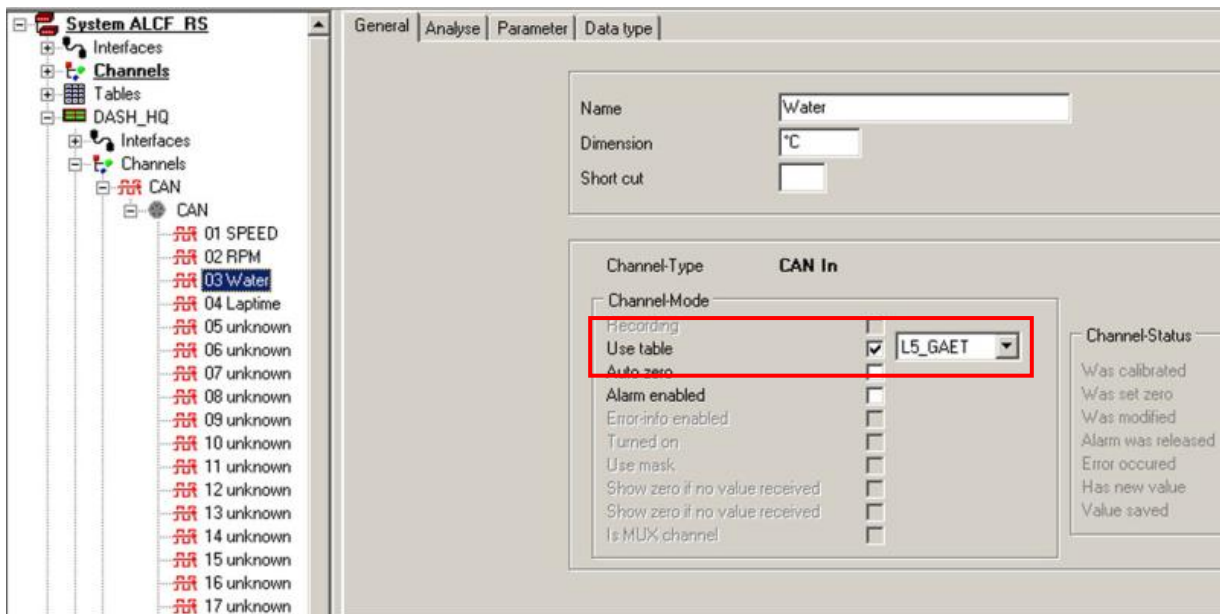 System ALCF_RS
Interfaces
Channels
Tables
DASH_HQ
Interfaces
Channels
CAN
CAN
01 SPEED
02 RPM
03 Water
04 Laptime
05 unknown
06 unknown
07 unknown
08 unknown
09 unknown
10 unknown
11 unknown
12 unknown
13 unknown
14 unknown
15 unknown
16 unknown
17 unknown
General Analyse Parameter Data type
Name Water
Dimension °C
Short cut
Channel-Type CAN In
Channel-Mode
Recording
Use table L5_GAET
Auto zero
Alarm enabled
Error-info enabled
Turned on
Use mask
Show zero if no value received
Show zero if no value received
Is MUX channel
Channel-Status
Was calibrated
Was set zero
Was modified
Alarm was released
Error occured
Has new value
Value saved